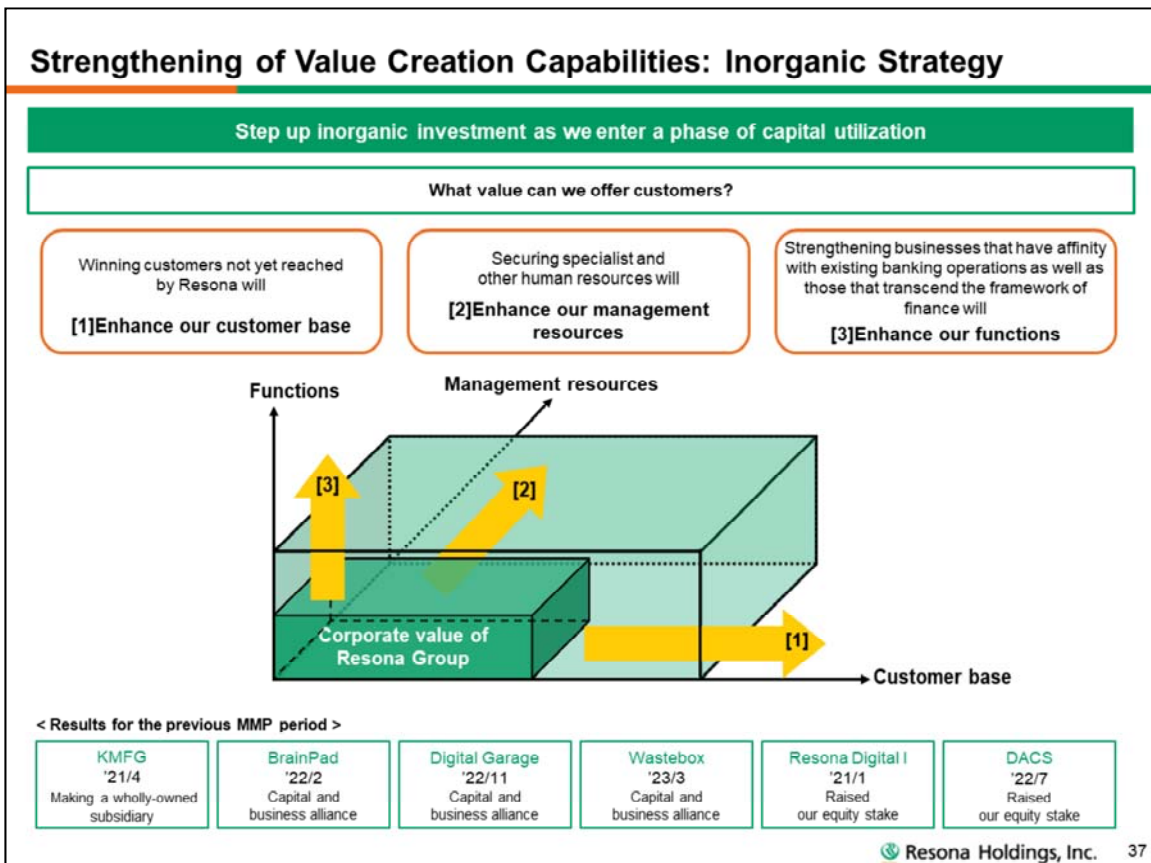 Strengthening of Value Creation Capabilities: Inorganic Strategy
Step up inorganic investment as we enter a phase of capital utilization
What value can we offer customers?
Winning customers not yet reached
by Resona will
[1]Enhance our customer base
Securing specialist and
other human resources will
[2]Enhance our management
resources
Strengthening businesses that have affinity
with existing banking operations as well as
those that transcend the framework of
finance will
[3]Enhance our functions
Functions
Management resources
[3]
[2]
Corporate value of
Resona Group
[1]
Customer base
< Results for the previous MMP period >
KMFG
'21/4
Making a wholly-owned
subsidiary
BrainPad
'22/2
Capital and
business alliance
Digital Garage
'22/11
Capital and
business alliance
Wastebox
'23/3
Capital and
business alliance
Resona Digital I
'21/1
Raised
our equity stake
DACS
'22/7
Raised
our equity stake
Resona Holdings, Inc.
37